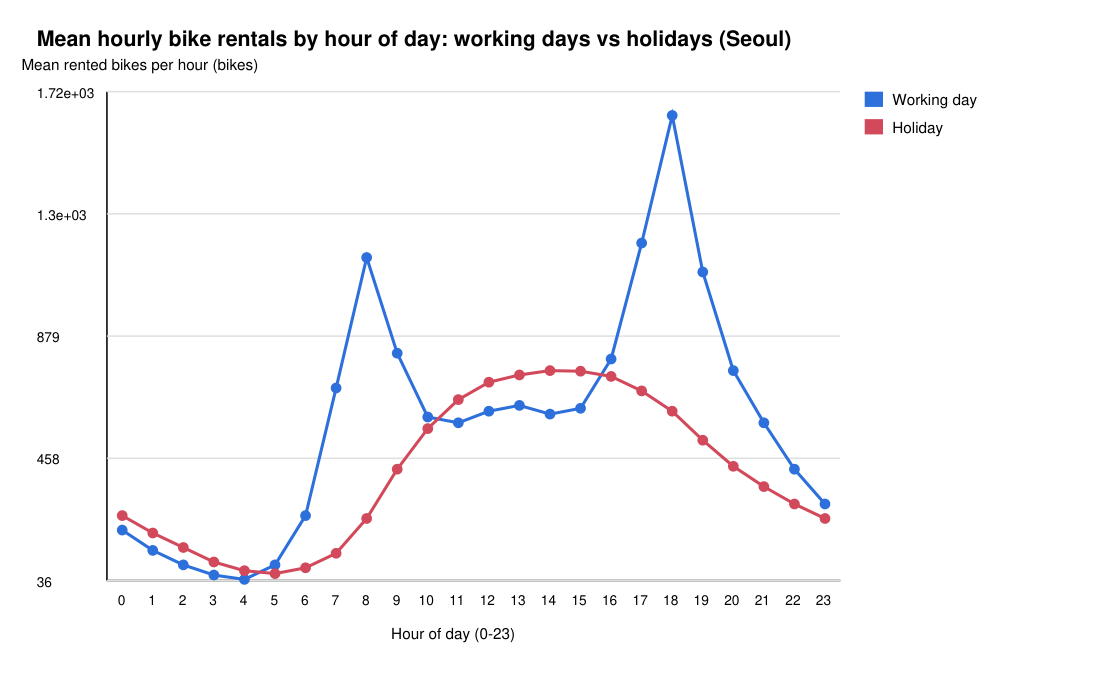 Mean hourly bike rentals by hour of day: working days vs holidays (Seoul)
Mean rented bikes per hour (bikes)
1.72e+03
1.3e+03
879
458
36
0 1 2 3 4 5 6 7 8 9 10 11 12 13 14 15 16 17 18 19 20 21 22 23
Hour of day (0-23)
Working day
Holiday